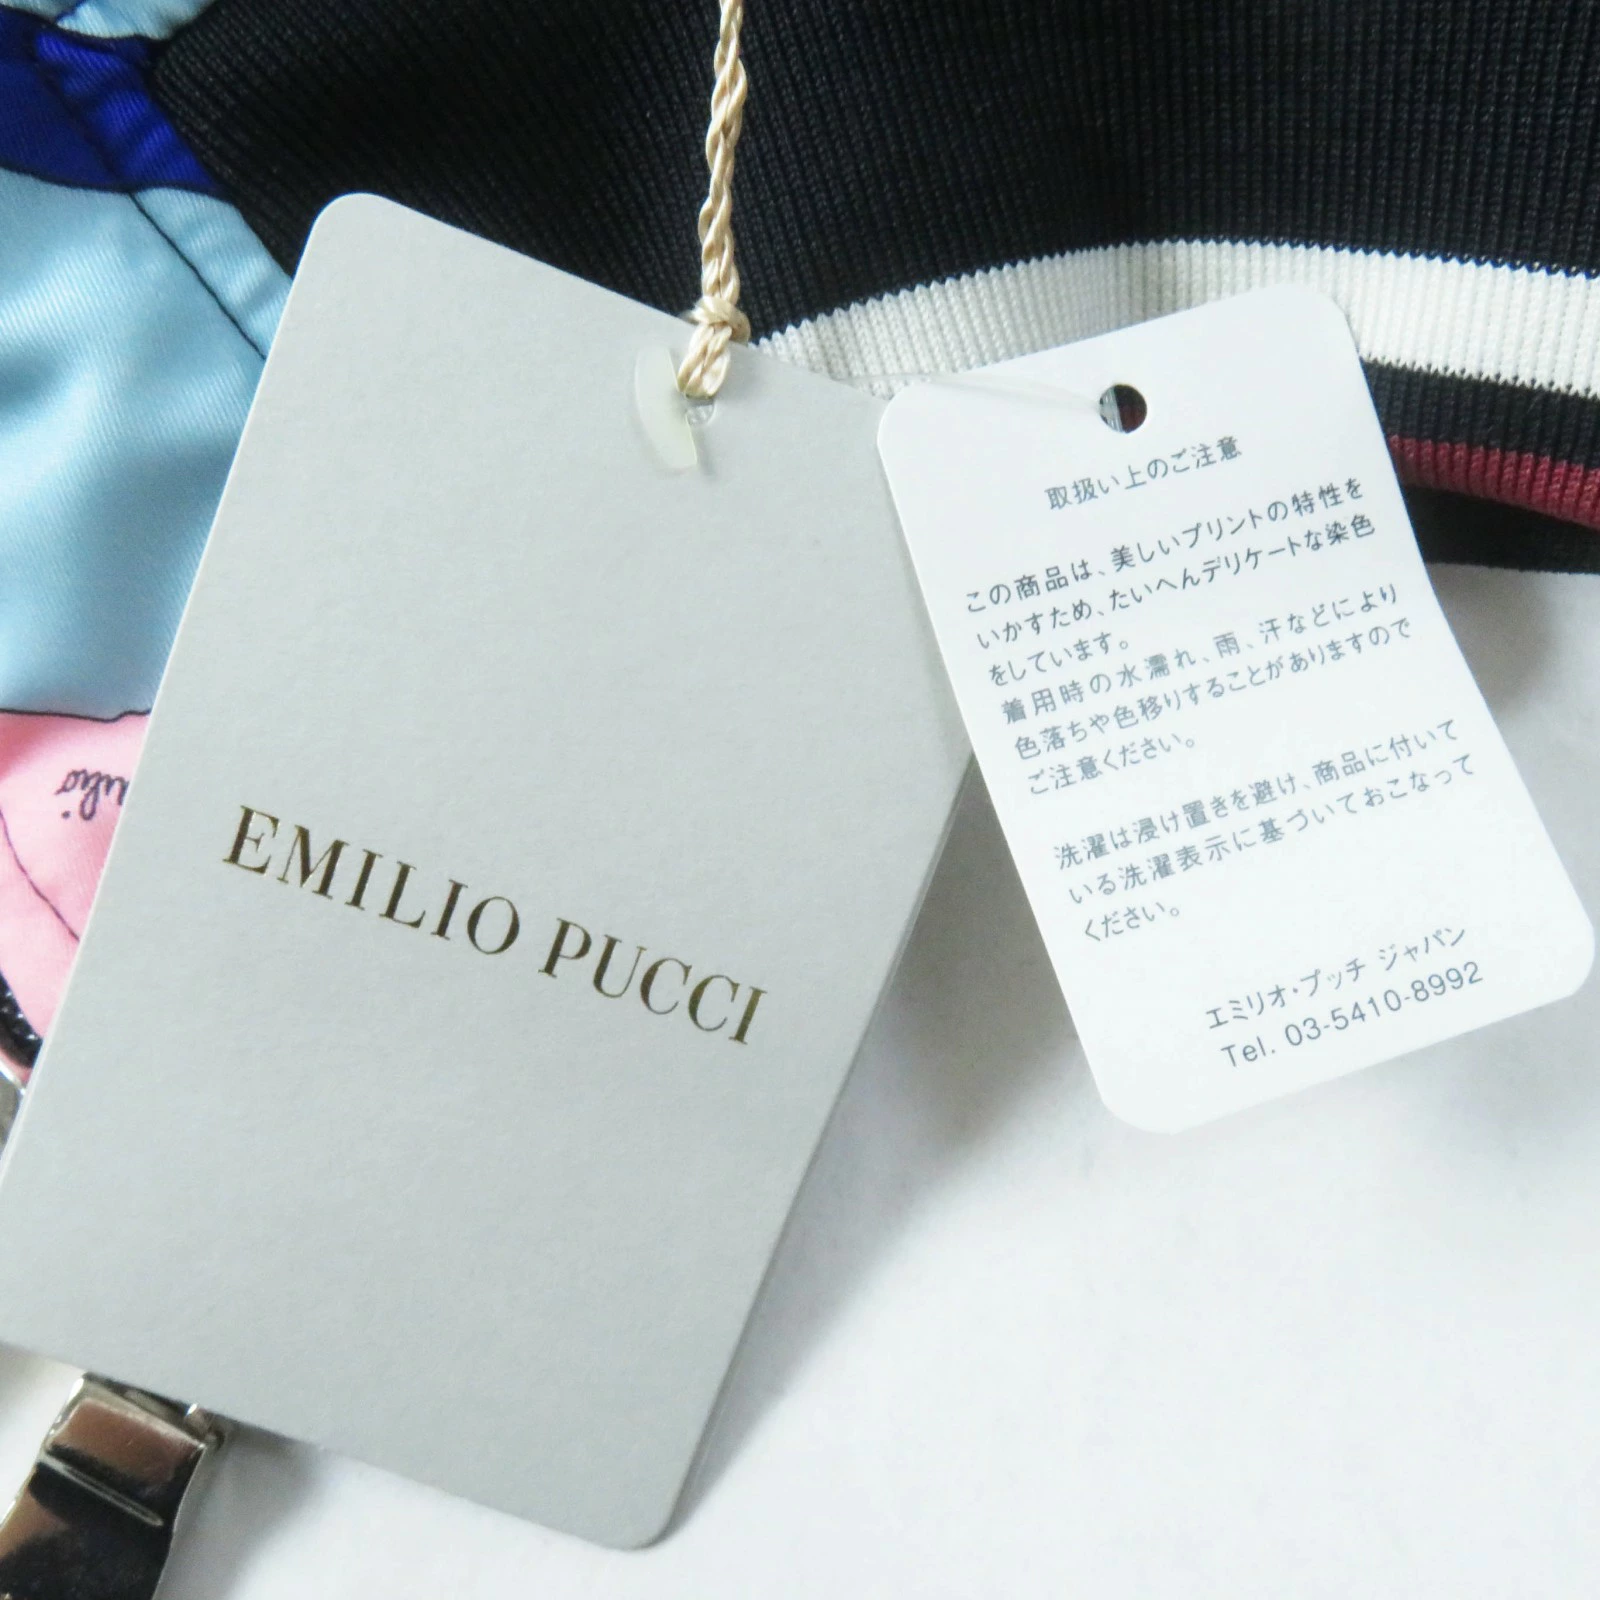 EMILIO PUCCI
取扱い上のご注意
この商品は、美しいプリントの特性を
いかすため、たいへんデリケートな染色
をしています。
着用時の水濡れ、雨、汗などにより
色落ちや色移りすることがありますので
ご注意ください。
洗濯は浸け置きを避け、商品に付いて
いる洗濯表示に基づいておこなって
ください。
エミリオ・プッチ ジャパン
Tel. 03-5410-8992